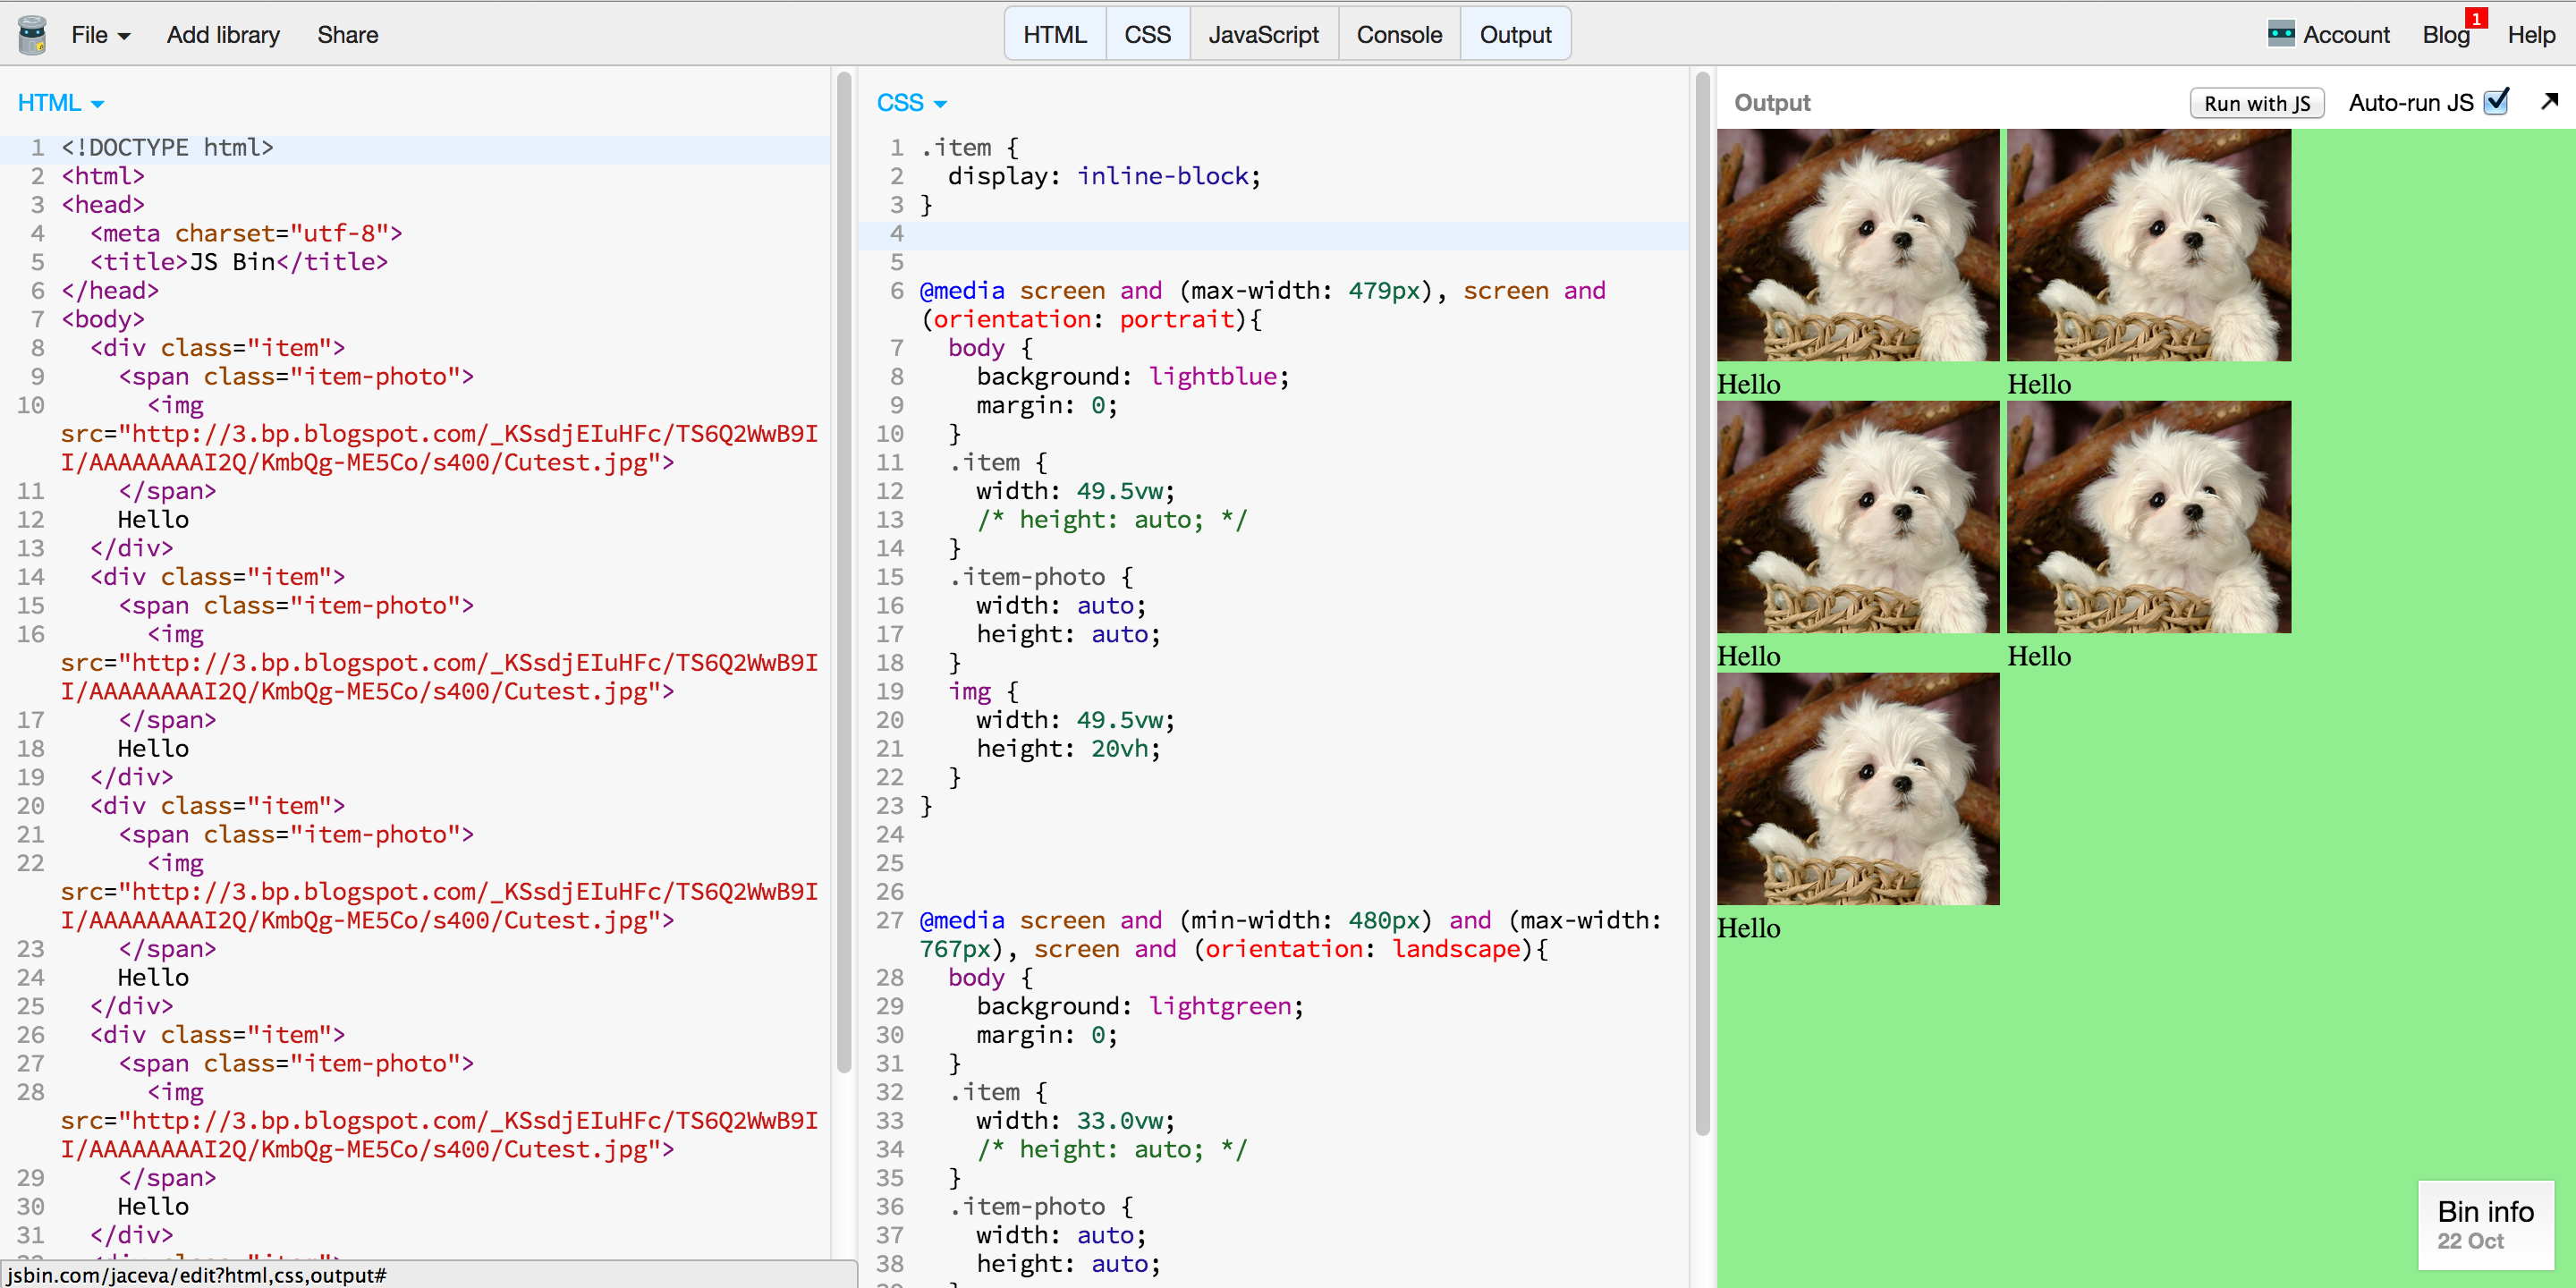 File Add library Share HTML CSS JavaScript Console Output Account Blog 1 Help
HTML
1 <!DOCTYPE html>
2 <html>
3 <head>
4 <meta charset="utf-8">
5 <title>JS Bin</title>
6 </head>
7 <body>
8 <div class="item">
9 <span class="item-photo">
10 <img
src="http://3.bp.blogspot.com/_KSsdjEIuHFc/TS6Q2WwB9I
I/AAAAAAAAI2Q/KmbQg-ME5Co/s400/Cutest.jpg">
11 </span>
12 Hello
13 </div>
14 <div class="item">
15 <span class="item-photo">
16 <img
src="http://3.bp.blogspot.com/_KSsdjEIuHFc/TS6Q2WwB9I
I/AAAAAAAAI2Q/KmbQg-ME5Co/s400/Cutest.jpg">
17 </span>
18 Hello
19 </div>
20 <div class="item">
21 <span class="item-photo">
22 <img
src="http://3.bp.blogspot.com/_KSsdjEIuHFc/TS6Q2WwB9I
I/AAAAAAAAI2Q/KmbQg-ME5Co/s400/Cutest.jpg">
23 </span>
24 Hello
25 </div>
26 <div class="item">
27 <span class="item-photo">
28 <img
src="http://3.bp.blogspot.com/_KSsdjEIuHFc/TS6Q2WwB9I
I/AAAAAAAAI2Q/KmbQg-ME5Co/s400/Cutest.jpg">
29 </span>
30 Hello
31 </div>
jsbin.com/jaceva/edit?html,css,output#
CSS
1 .item {
2 display: inline-block;
3 }
4
5
6 @media screen and (max-width: 479px), screen and
(orientation: portrait){
7 body {
8 background: lightblue;
9 margin: 0;
10 }
11 .item {
12 width: 49.5vw;
13 /* height: auto; */
14 }
15 .item-photo {
16 width: auto;
17 height: auto;
18 }
19 img {
20 width: 49.5vw;
21 height: 20vh;
22 }
23 }
24
25
26
27 @media screen and (min-width: 480px) and (max-width:
767px), screen and (orientation: landscape){
28 body {
29 background: lightgreen;
30 margin: 0;
31 }
32 .item {
33 width: 33.0vw;
34 /* height: auto; */
35 }
36 .item-photo {
37 width: auto;
38 height: auto;
Output Run with JS Auto-run JS
Hello Hello
Hello Hello
Hello
Bin info
22 Oct